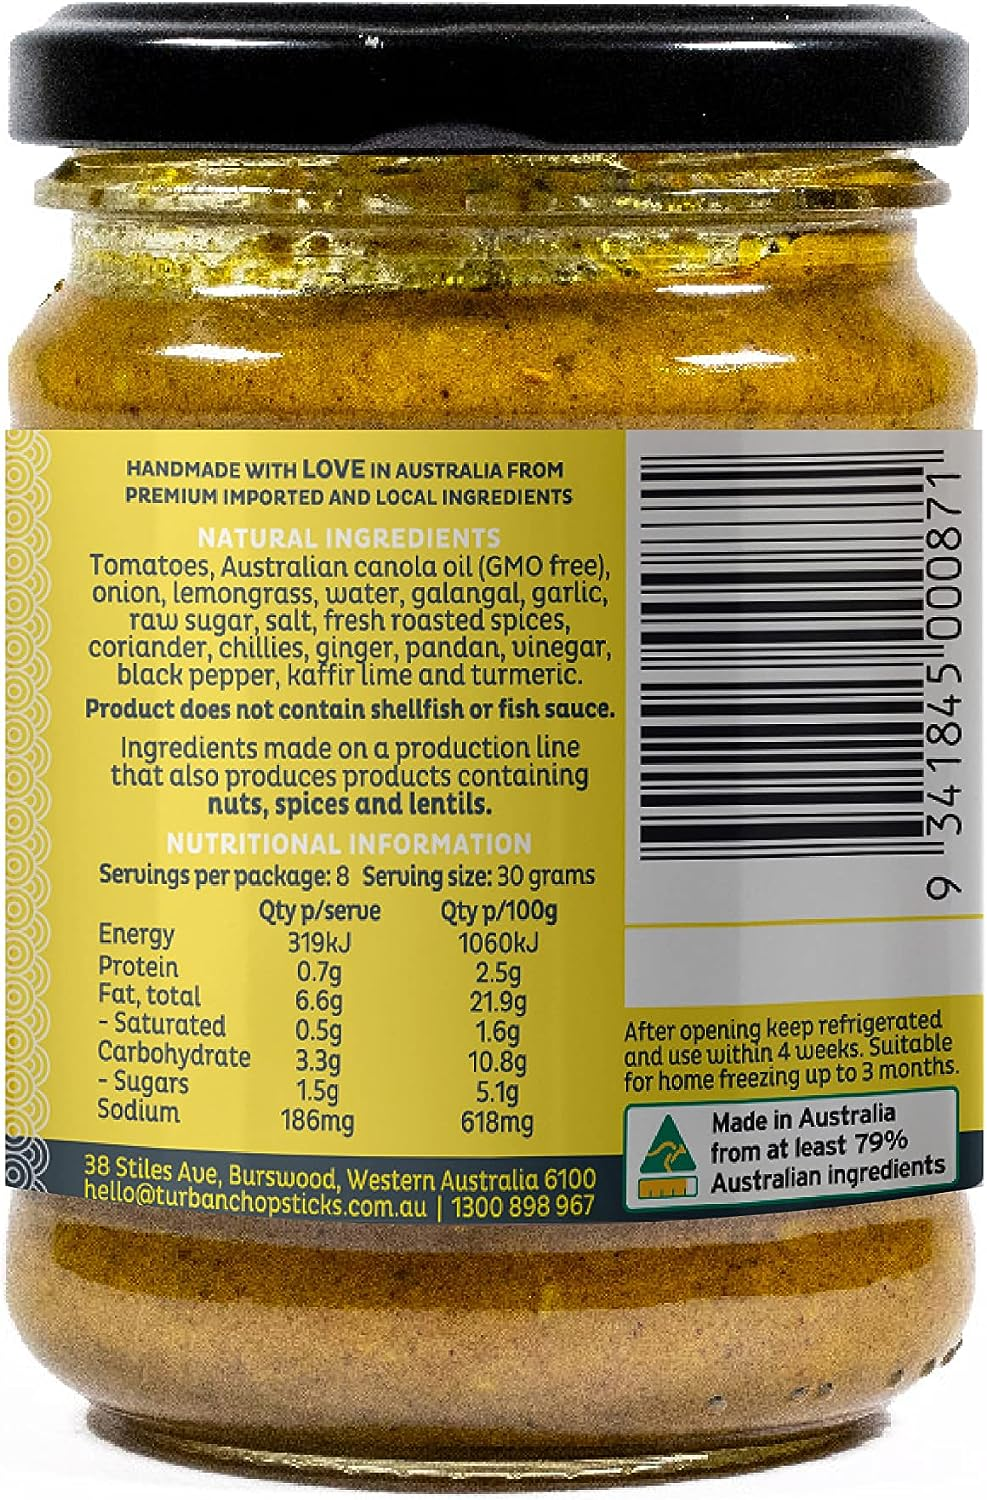 HANDMADE WITH LOVE IN AUSTRALIA FROM
PREMIUM IMPORTED AND LOCAL INGREDIENTS
NATURAL INGREDIENTS
Tomatoes, Australian canola oil (GMO free),
onion, lemongrass, water, galangal, garlic,
raw sugar, salt, fresh roasted spices,
coriander, chillies, ginger, pandan, vinegar,
black pepper, kaffir lime and turmeric.
Product does not contain shellfish or fish sauce.
Ingredients made on a production line
that also produces products containing
nuts, spices and lentils.
NUTRITIONAL INFORMATION
Servings per package: 8 Serving size: 30 grams
Qty p/serve Qty p/100g
Energy 319kJ 1060kJ
Protein 0.7g 2.5g
Fat, total 6.6g 21.9g
- Saturated 0.5g 1.6g
Carbohydrate 3.3g 10.8g
- Sugars 1.5g 5.1g
Sodium 186mg 618mg
38 Stiles Ave, Burswood, Western Australia 6100
hello@turbanchopsticks.com.au | 1300 898 967
9 341845 000871
After opening keep refrigerated
and use within 4 weeks. Suitable
for home freezing up to 3 months.
Made in Australia
from at least 79%
Australian ingredients